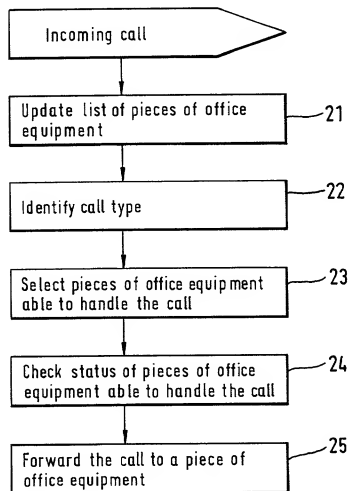 Incoming call
Update list of pieces of office
equipment
21
Identify call type
22
Select pieces of office equipment
able to handle the call
23
Check status of pieces of office
equipment able to handle the call
24
Forward the call to a piece of
office equipment
25